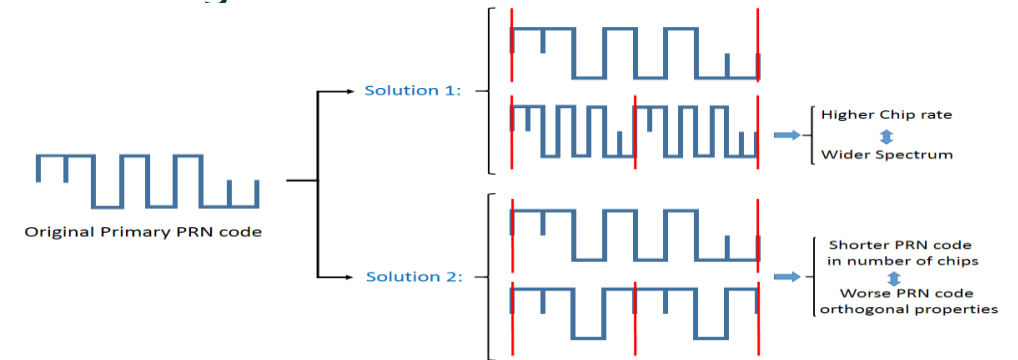 Solution 1:
Higher Chip rate
Wider Spectrum
Original Primary PRN code
Solution 2:
Shorter PRN code
in number of chips
Worse PRN code
orthogonal properties